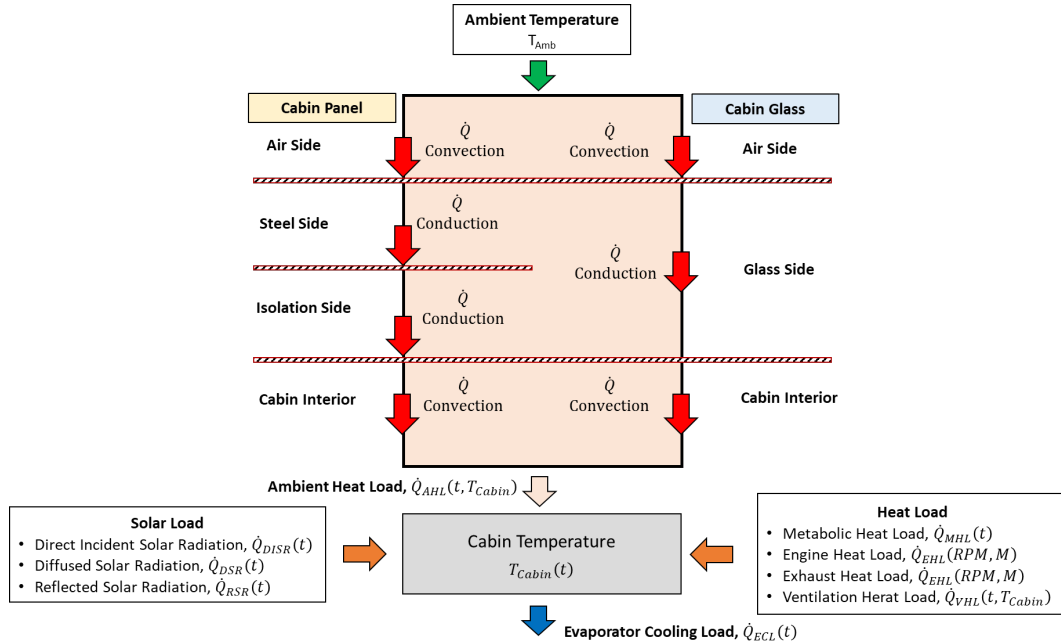 Ambient Temperature
T_Amb
Cabin Panel
Cabin Glass
Air Side
Q̇
Convection
Q̇
Convection
Air Side
Steel Side
Q̇
Conduction
Q̇
Conduction
Glass Side
Isolation Side
Q̇
Conduction
Cabin Interior
Q̇
Convection
Q̇
Convection
Cabin Interior
Ambient Heat Load, Q̇_AHL(t, T_Cabin)
Solar Load
• Direct Incident Solar Radiation, Q̇_DISR(t)
• Diffused Solar Radiation, Q̇_DSR(t)
• Reflected Solar Radiation, Q̇_RSR(t)
Cabin Temperature
T_Cabin(t)
Heat Load
• Metabolic Heat Load, Q̇_MHL(t)
• Engine Heat Load, Q̇_EHL(RPM, M)
• Exhaust Heat Load, Q̇_EHL(RPM, M)
• Ventilation Herat Load, Q̇_VHL(t, T_Cabin)
Evaporator Cooling Load, Q̇_ECL(t)